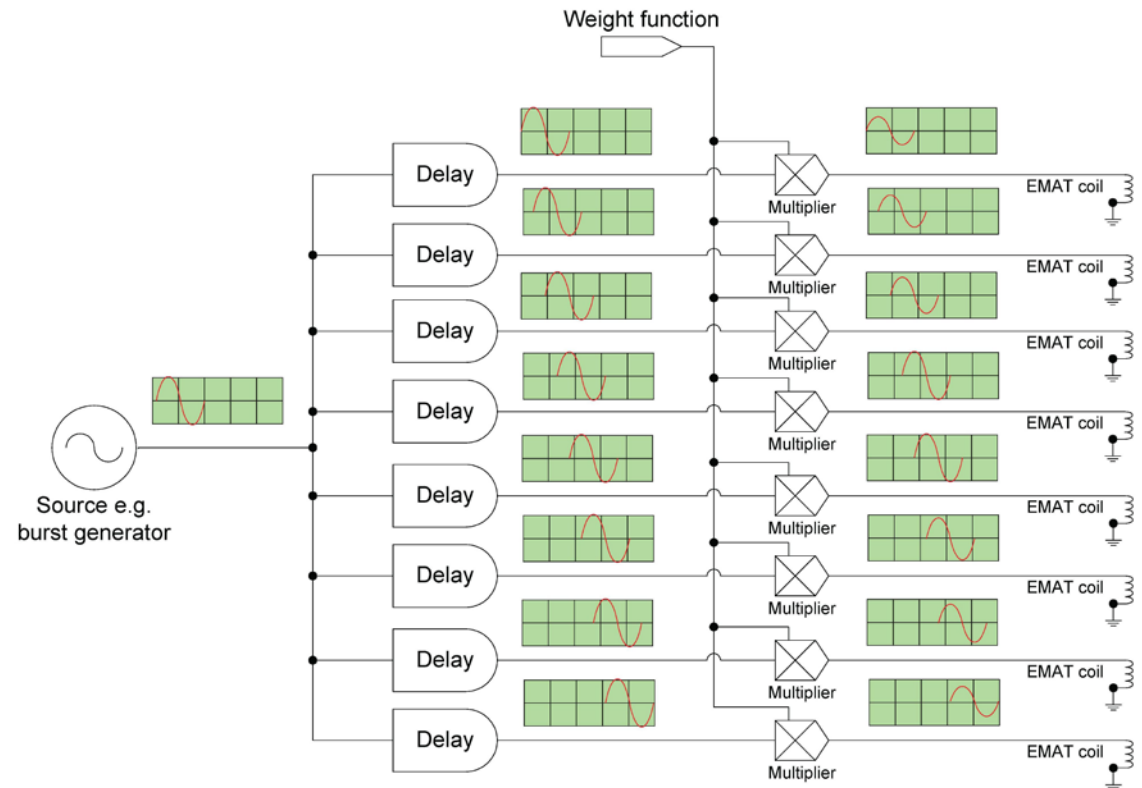 Weight function
Delay
Multiplier
EMAT coil
Delay
Multiplier
EMAT coil
Delay
Multiplier
EMAT coil
Delay
Multiplier
EMAT coil
Source e.g.
burst generator
Delay
Multiplier
EMAT coil
Delay
Multiplier
EMAT coil
Delay
Multiplier
EMAT coil
Delay
Multiplier
EMAT coil